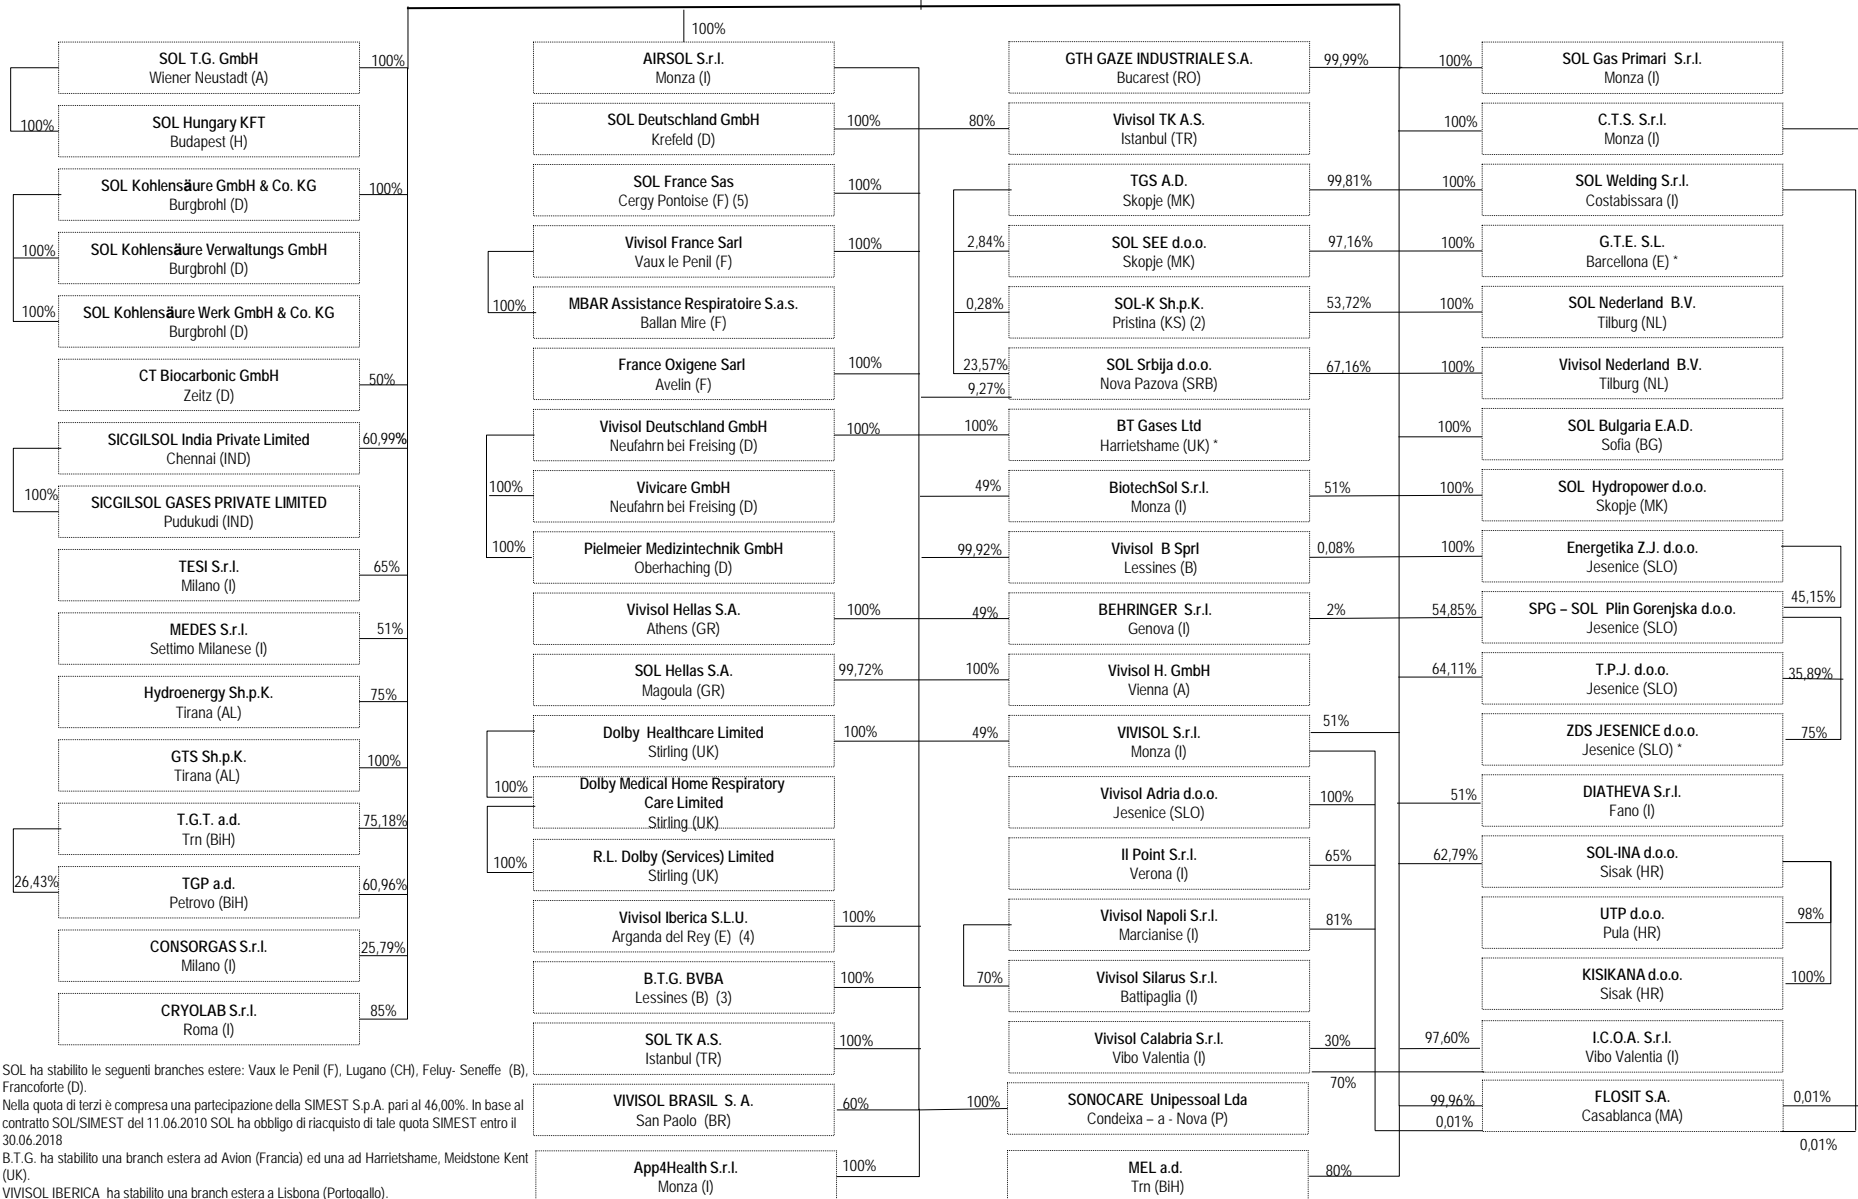 100%
SOL T.G. GmbH
Wiener Neustadt (A)
100%
100%
SOL Hungary KFT
Budapest (H)
SOL Kohlensäure GmbH & Co. KG
Burgbrohl (D)
100%
100%
SOL Kohlensäure Verwaltungs GmbH
Burgbrohl (D)
100%
SOL Kohlensäure Werk GmbH & Co. KG
Burgbrohl (D)
CT Biocarbonic GmbH
Zeitz (D)
50%
SICGILSOL India Private Limited
Chennai (IND)
60,99%
100%
SICGILSOL GASES PRIVATE LIMITED
Pudukudi (IND)
TESI S.r.l.
Milano (I)
65%
MEDES S.r.l.
Settimo Milanese (I)
51%
Hydroenergy Sh.p.K.
Tirana (AL)
75%
GTS Sh.p.K.
Tirana (AL)
100%
T.G.T. a.d.
Trn (BiH)
75,18%
26,43%
TGP a.d.
Petrovo (BiH)
60,96%
CONSORGAS S.r.l.
Milano (I)
25,79%
CRYOLAB S.r.l.
Roma (I)
85%
SOL ha stabilito le seguenti branches estere: Vaux le Penil (F), Lugano (CH), Feluy- Seneffe (B),
Francoforte (D).
Nella quota di terzi è compresa una partecipazione della SIMEST S.p.A. pari al 46,00%. In base al
contratto SOL/SIMEST del 11.06.2010 SOL ha obbligo di riacquisto di tale quota SIMEST entro il
30.06.2018
B.T.G. ha stabilito una branch estera ad Avion (Francia) ed una ad Harrietshame, Meidstone Kent
(UK).
VIVISOL IBERICA ha stabilito una branch estera a Lisbona (Portogallo).
AIRSOL S.r.l.
Monza (I)
SOL Deutschland GmbH
Krefeld (D)
100%
SOL France Sas
Cergy Pontoise (F) (5)
100%
Vivisol France Sarl
Vaux le Penil (F)
100%
100%
MBAR Assistance Respiratoire S.a.s.
Ballan Mire (F)
France Oxigene Sarl
Avelin (F)
100%
Vivisol Deutschland GmbH
Neufahrn bei Freising (D)
100%
100%
Vivicare GmbH
Neufahrn bei Freising (D)
100%
Pielmeier Medizintechnik GmbH
Oberhaching (D)
Vivisol Hellas S.A.
Athens (GR)
100%
SOL Hellas S.A.
Magoula (GR)
99,72%
Dolby Healthcare Limited
Stirling (UK)
100%
100%
Dolby Medical Home Respiratory
Care Limited
Stirling (UK)
100%
R.L. Dolby (Services) Limited
Stirling (UK)
Vivisol Iberica S.L.U.
Arganda del Rey (E) (4)
100%
B.T.G. BVBA
Lessines (B) (3)
100%
SOL TK A.S.
Istanbul (TR)
100%
VIVISOL BRASIL S. A.
San Paolo (BR)
60%
App4Health S.r.l.
Monza (I)
100%
GTH GAZE INDUSTRIALE S.A.
Bucarest (RO)
99,99%
80%
Vivisol TK A.S.
Istanbul (TR)
TGS A.D.
Skopje (MK)
99,81%
2,84%
SOL SEE d.o.o.
Skopje (MK)
97,16%
0,28%
SOL-K Sh.p.K.
Pristina (KS) (2)
53,72%
23,57%
9,27%
SOL Srbija d.o.o.
Nova Pazova (SRB)
67,16%
100%
BT Gases Ltd
Harrietshame (UK) *
49%
BiotechSol S.r.l.
Monza (I)
51%
99,92%
Vivisol B Sprl
Lessines (B)
0,08%
49%
BEHRINGER S.r.l.
Genova (I)
2%
100%
Vivisol H. GmbH
Vienna (A)
49%
VIVISOL S.r.l.
Monza (I)
51%
Vivisol Adria d.o.o.
Jesenice (SLO)
100%
Il Point S.r.l.
Verona (I)
65%
Vivisol Napoli S.r.l.
Marcianise (I)
81%
70%
Vivisol Silarus S.r.l.
Battipaglia (I)
Vivisol Calabria S.r.l.
Vibo Valentia (I)
30%
70%
100%
SONOCARE Unipessoal Lda
Condeixa – a - Nova (P)
MEL a.d.
Trn (BiH)
80%
100%
SOL Gas Primari S.r.l.
Monza (I)
100%
C.T.S. S.r.l.
Monza (I)
100%
SOL Welding S.r.l.
Costabissara (I)
100%
G.T.E. S.L.
Barcellona (E) *
100%
SOL Nederland B.V.
Tilburg (NL)
100%
Vivisol Nederland B.V.
Tilburg (NL)
100%
SOL Bulgaria E.A.D.
Sofia (BG)
100%
SOL Hydropower d.o.o.
Skopje (MK)
100%
Energetika Z.J. d.o.o.
Jesenice (SLO)
45,15%
54,85%
SPG – SOL Plin Gorenjska d.o.o.
Jesenice (SLO)
64,11%
T.P.J. d.o.o.
Jesenice (SLO)
35,89%
ZDS JESENICE d.o.o.
Jesenice (SLO) *
75%
51%
DIATHEVA S.r.l.
Fano (I)
62,79%
SOL-INA d.o.o.
Sisak (HR)
UTP d.o.o.
Pula (HR)
98%
KISIKANA d.o.o.
Sisak (HR)
100%
97,60%
I.C.O.A. S.r.l.
Vibo Valentia (I)
99,96%
0,01%
FLOSIT S.A.
Casablanca (MA)
0,01%
0,01%